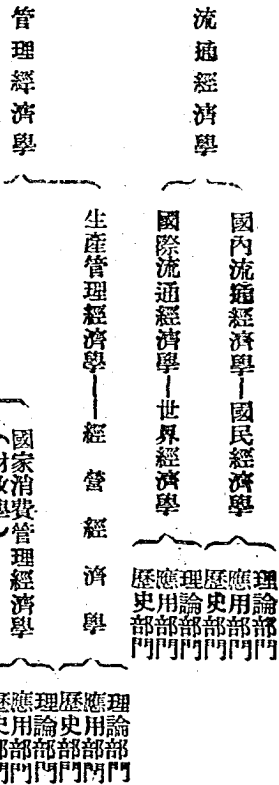 流通經濟學
國內流通經濟學―國民經濟學
理論部門
應用部門
歷史部門
國際流通經濟學―世界經濟學
理論部門
應用部門
歷史部門
管理經濟學
生產管理經濟學――經營經濟學
理論部門
應用部門
歷史部門
國家消費管理經濟學
(財政學)
理論部門
應用部門
歷史部門